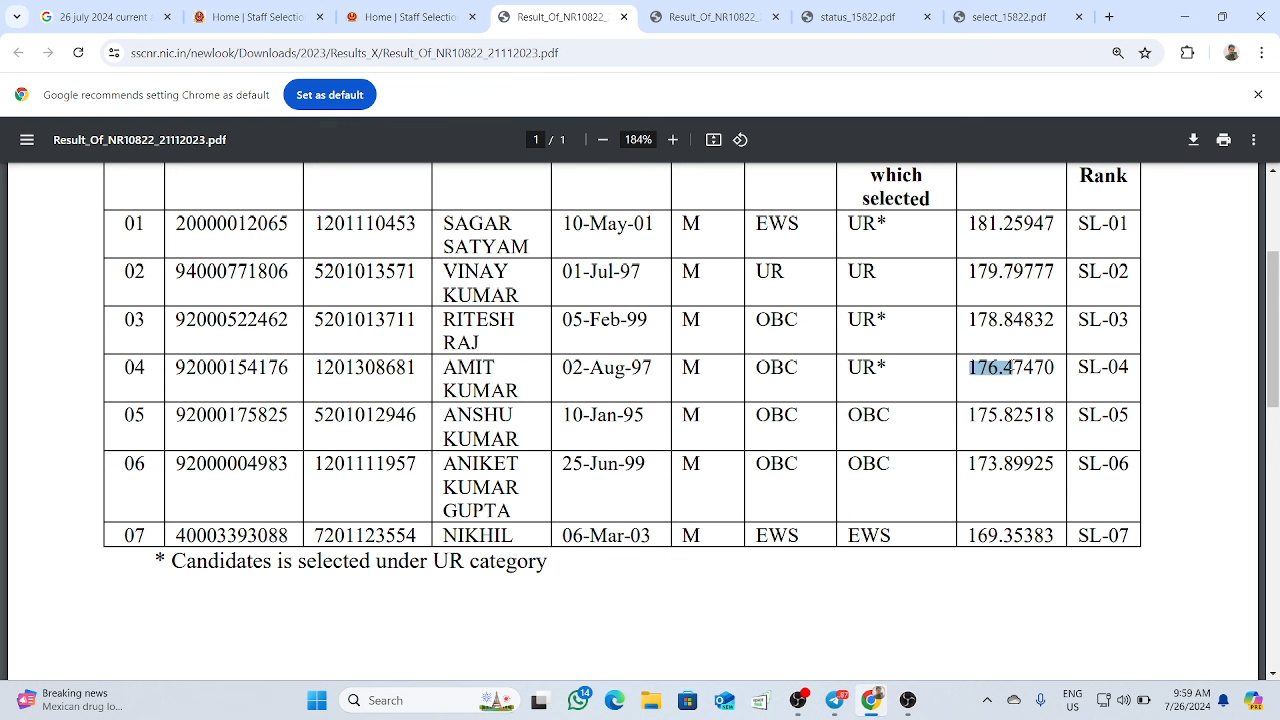 26 july 2024 current
Home | Staff Selectio
Home | Staff Selectio
Result_Of_NR10822_
Result_Of_NR10822_
status_15822.pdf
select_15822.pdf
sscnr.nic.in/newlook/Downloads/2023/Results_X/Result_Of_NR10822_21112023.pdf
Google recommends setting Chrome as default
Set as default
Result_Of_NR10822_21112023.pdf
1 / 1
184%
which Rank
selected
01 20000012065 1201110453 SAGAR 10-May-01 M EWS UR* 181.25947 SL-01
SATYAM
02 94000771806 5201013571 VINAY 01-Jul-97 M UR UR 179.79777 SL-02
KUMAR
03 92000522462 5201013711 RITESH 05-Feb-99 M OBC UR* 178.84832 SL-03
RAJ
04 92000154176 1201308681 AMIT 02-Aug-97 M OBC UR* 176.47470 SL-04
KUMAR
05 92000175825 5201012946 ANSHU 10-Jan-95 M OBC OBC 175.82518 SL-05
KUMAR
06 92000004983 1201111957 ANIKET 25-Jun-99 M OBC OBC 173.89925 SL-06
KUMAR
GUPTA
07 40003393088 7201123554 NIKHIL 06-Mar-03 M EWS EWS 169.35383 SL-07
* Candidates is selected under UR category
Breaking news
Mexican drug ...
Search
14
87
ENG
US
9:59 AM
7/26/2024